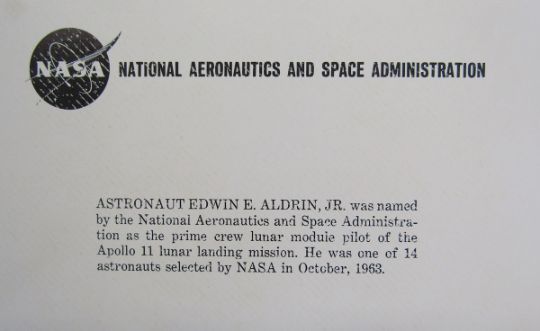 NASA NATIONAL AERONAUTICS AND SPACE ADMINISTRATION
ASTRONAUT EDWIN E. ALDRIN, JR. was named
by the National Aeronautics and Space Administra-
tion as the prime crew lunar module pilot of the
Apollo 11 lunar landing mission. He was one of 14
astronauts selected by NASA in October, 1963.